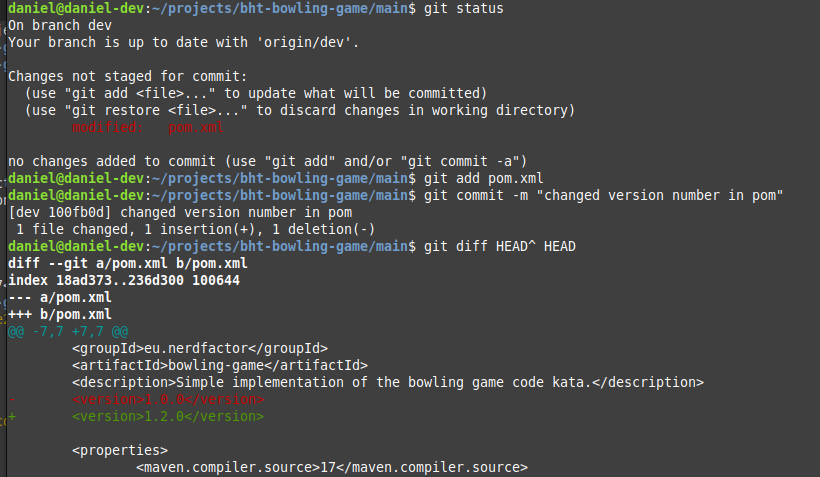 daniel@daniel-dev:~/projects/bht-bowling-game/main$ git status
On branch dev
Your branch is up to date with 'origin/dev'.
Changes not staged for commit:
  (use "git add <file>..." to update what will be committed)
  (use "git restore <file>..." to discard changes in working directory)
        modified:   pom.xml
no changes added to commit (use "git add" and/or "git commit -a")
daniel@daniel-dev:~/projects/bht-bowling-game/main$ git add pom.xml
daniel@daniel-dev:~/projects/bht-bowling-game/main$ git commit -m "changed version number in pom"
[dev 100fb0d] changed version number in pom
 1 file changed, 1 insertion(+), 1 deletion(-)
daniel@daniel-dev:~/projects/bht-bowling-game/main$ git diff HEAD^ HEAD
diff --git a/pom.xml b/pom.xml
index 18ad373..236d300 100644
--- a/pom.xml
+++ b/pom.xml
@@ -7,7 +7,7 @@
        <groupId>eu.nerdfactor</groupId>
        <artifactId>bowling-game</artifactId>
        <description>Simple implementation of the bowling game code kata.</description>
-       <version>1.0.0</version>
+       <version>1.2.0</version>
        <properties>
                <maven.compiler.source>17</maven.compiler.source>